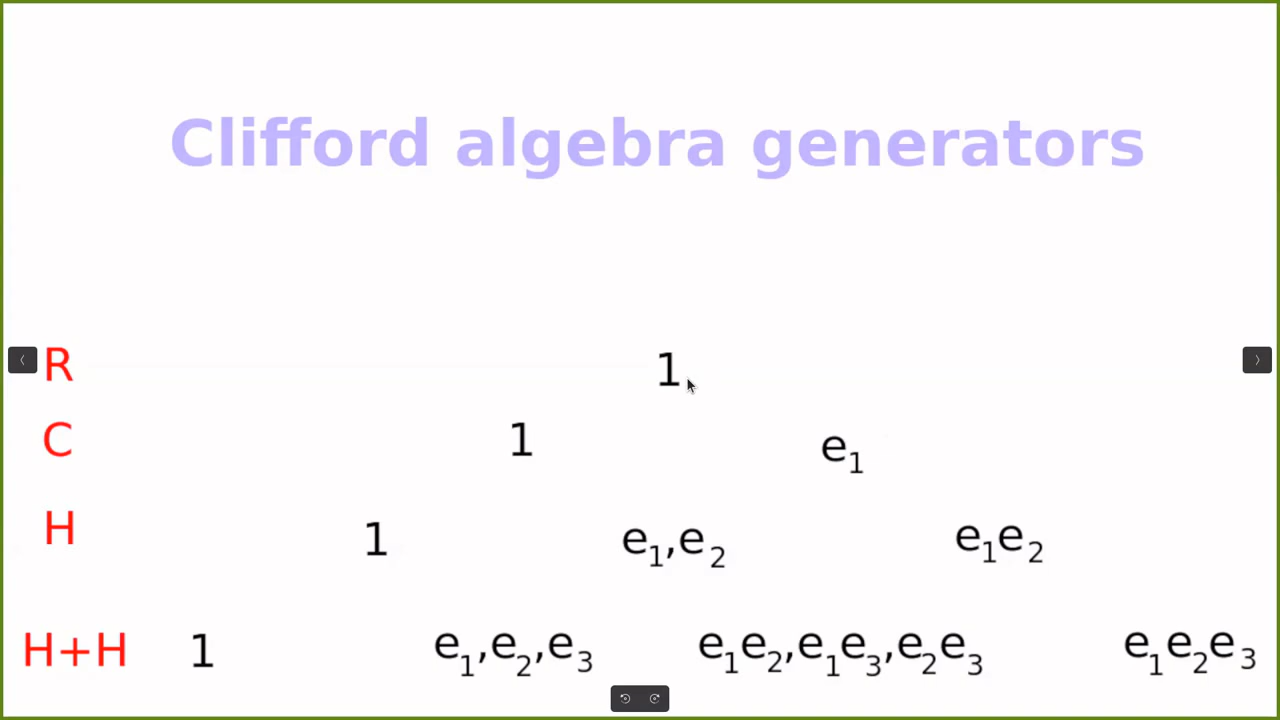 Clifford algebra generators
R 1
C 1 e₁
H 1 e₁,e₂ e₁e₂
H+H 1 e₁,e₂,e₃ e₁e₂,e₁e₃,e₂e₃ e₁e₂e₃